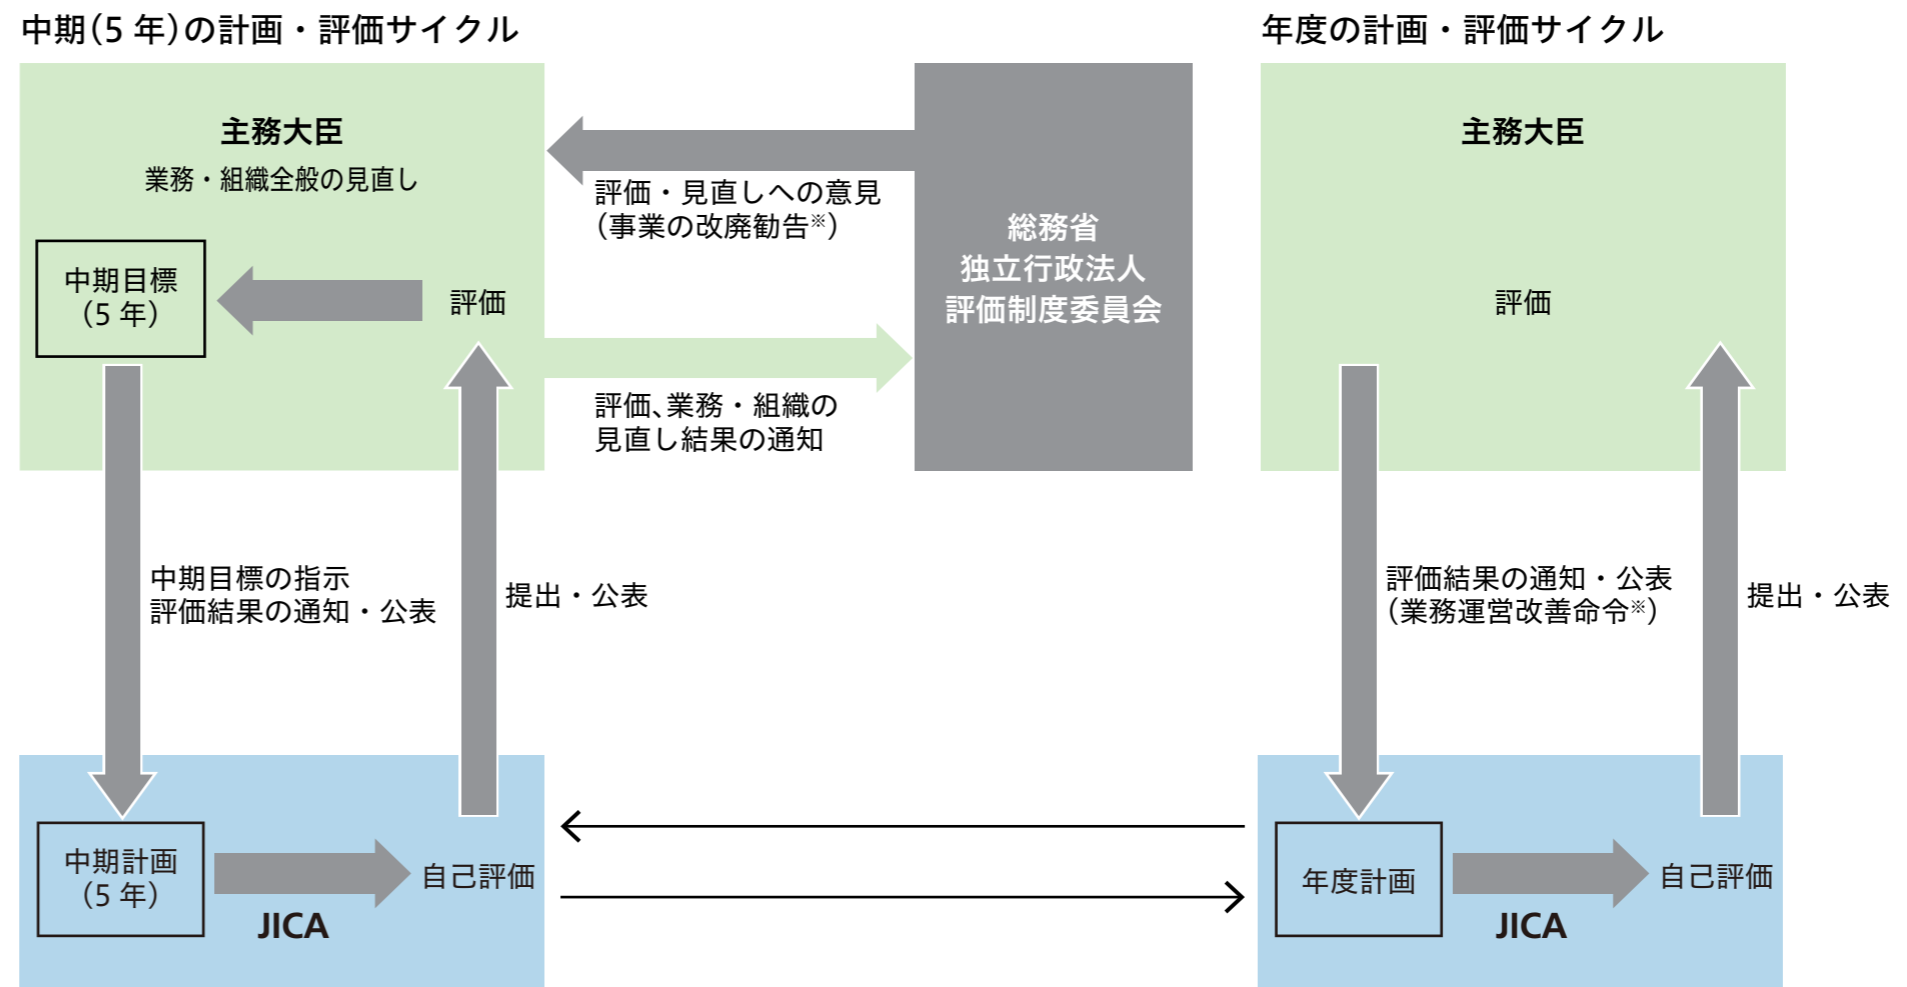 中期(5 年)の計画・評価サイクル
主務大臣
業務・組織全般の見直し
中期目標
(5 年)
評価
評価・見直しへの意見
(事業の改廃勧告※)
評価、業務・組織の
見直し結果の通知
総務省
独立行政法人
評価制度委員会
中期目標の指示
評価結果の通知・公表
提出・公表
中期計画
(5 年)
自己評価
JICA
年度の計画・評価サイクル
主務大臣
評価
評価結果の通知・公表
(業務運営改善命令※)
提出・公表
年度計画
自己評価
JICA